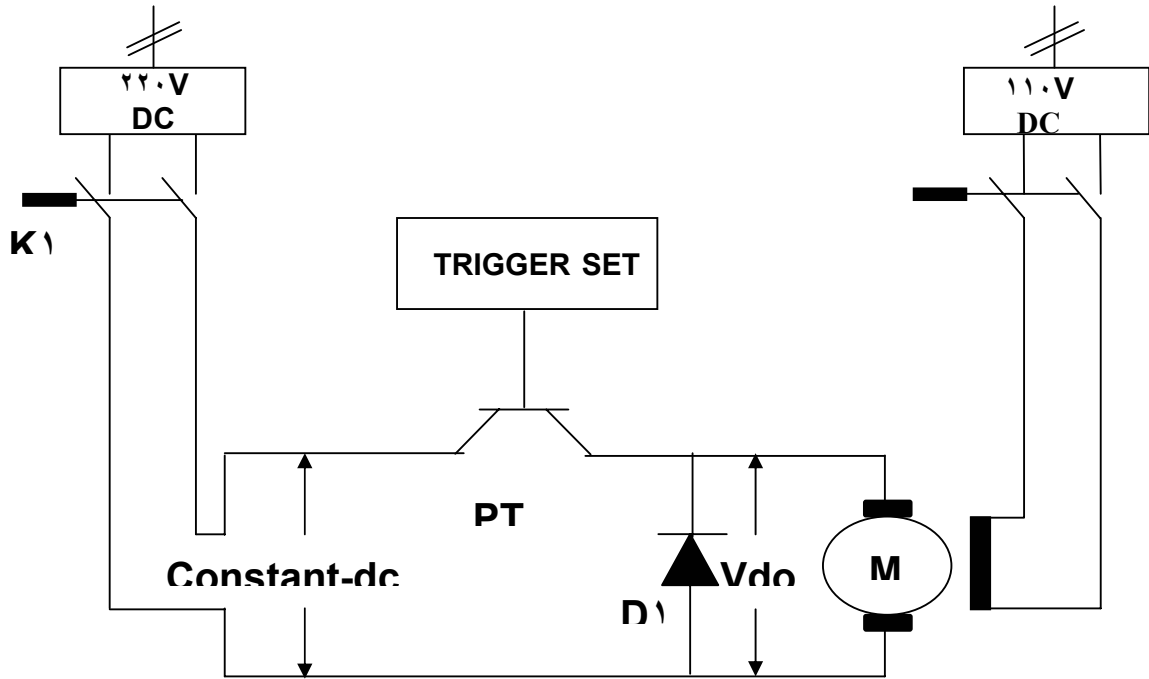 ٢٢٠V
DC
١١٠V
DC
K١
TRIGGER SET
PT
Constant-dc
Vdo
M
D١